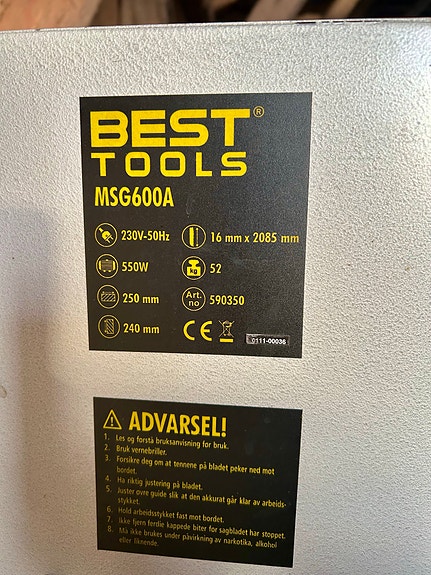 BEST®
TOOLS
MSG600A
230V-50Hz 16 mm x 2085 mm
550W kg 52
250 mm Art. no 590350
240 mm CE 0111-00036
ADVARSEL!
1. Les og forstå bruksanvisning før bruk.
2. Bruk vernebriller.
3. Forsikre deg om at tennene på bladet peker ned mot
bordet.
4. Ha riktig justering på bladet.
5. Juster øvre guide slik at den akkurat går klar av arbeids-
stykket.
6. Hold arbeidsstykket fast mot bordet.
7. Ikke fjern ferdie kappede biter før sagbladet har stoppet.
8. Må ikke brukes under påvirkning av narkotika, alkohol
eller liknende.